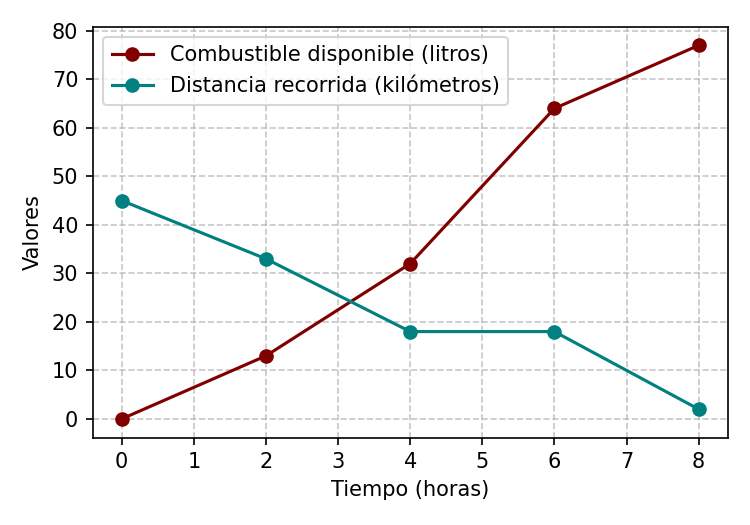 Combustible disponible (litros)
Distancia recorrida (kilómetros)
80
70
60
50
40
30
20
10
0
Valores
0 1 2 3 4 5 6 7 8
Tiempo (horas)